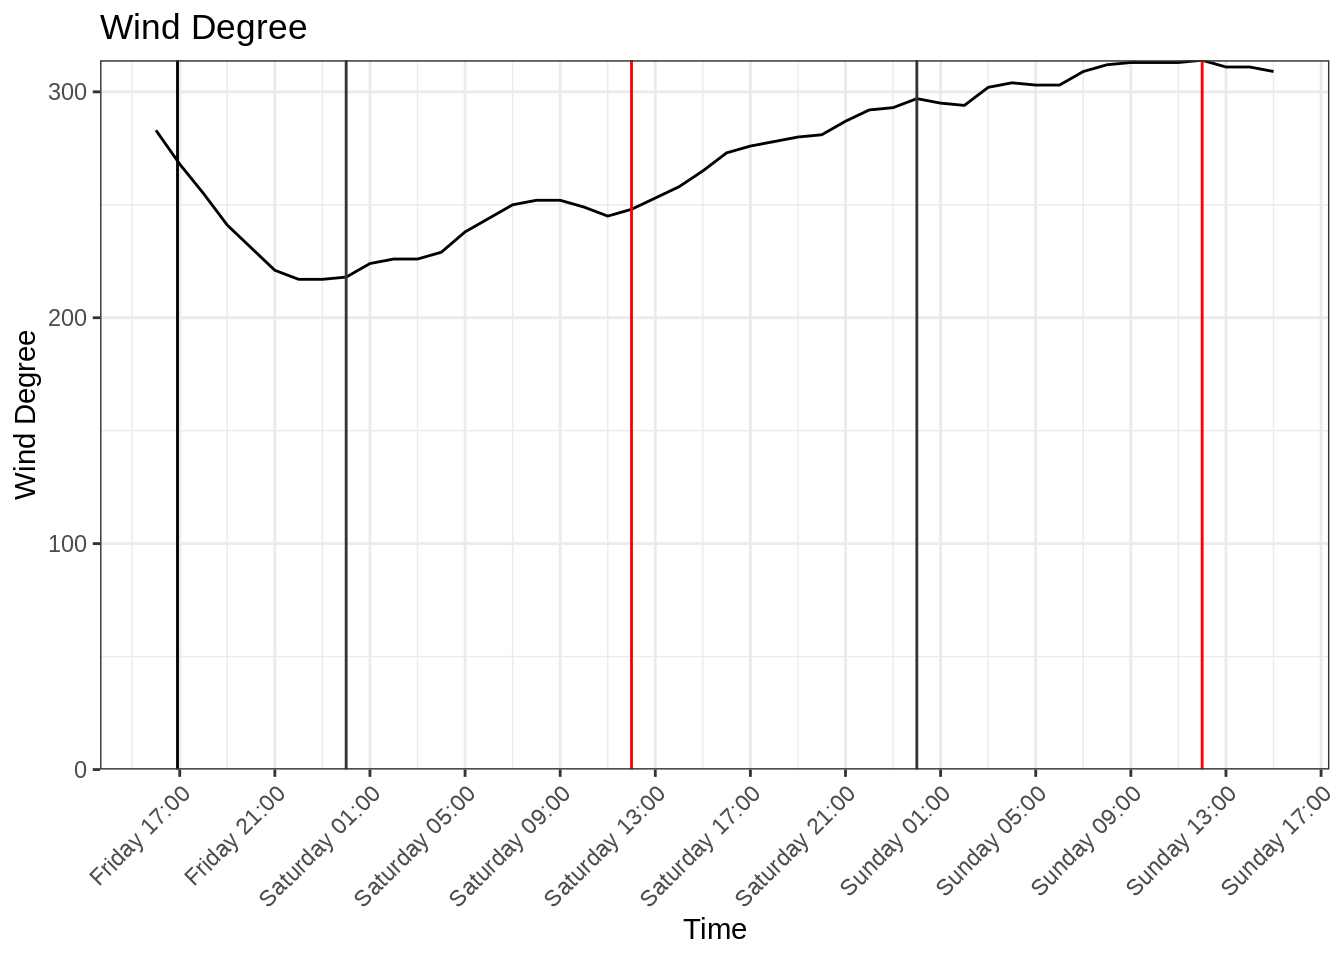 Wind Degree
Wind Degree
300
200
100
0
Friday 17:00
Friday 21:00
Saturday 01:00
Saturday 05:00
Saturday 09:00
Saturday 13:00
Saturday 17:00
Saturday 21:00
Sunday 01:00
Sunday 05:00
Sunday 09:00
Sunday 13:00
Sunday 17:00
Time